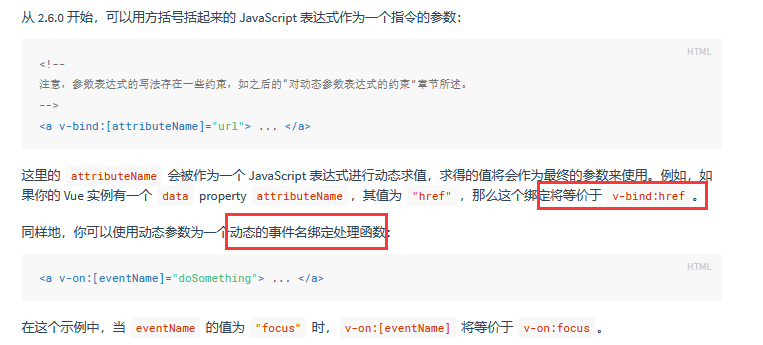 从 2.6.0 开始，可以用方括号括起来的 JavaScript 表达式作为一个指令的参数：
HTML
<!--
注意，参数表达式的写法存在一些约束，如之后的“对动态参数表达式的约束”章节所述。
-->
<a v-bind:[attributeName]="url"> ... </a>
这里的 attributeName 会被作为一个 JavaScript 表达式进行动态求值，求得的值将会作为最终的参数来使用。例如，如
果你的 Vue 实例有一个 data property attributeName，其值为 "href"，那么这个绑定将等价于 v-bind:href。
同样地，你可以使用动态参数为一个动态的事件名绑定处理函数：
HTML
<a v-on:[eventName]="doSomething"> ... </a>
在这个示例中，当 eventName 的值为 "focus" 时，v-on:[eventName] 将等价于 v-on:focus。